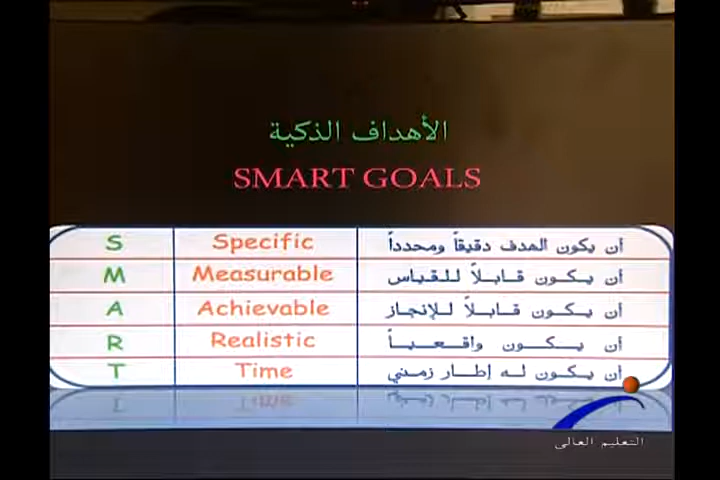 الأهداف الذكية
SMART GOALS
S Specific أن يكون الهدف دقيقاً ومحدداً
M Measurable أن يكون قابلاً للقياس
A Achievable أن يكون قابلاً للإنجاز
R Realistic أن يكون واقعياً
T Time أن يكون له إطار زمني
التعليم العالى